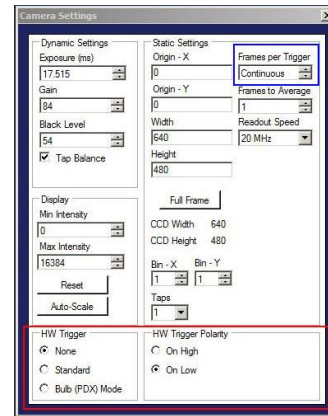 Camera Settings
Dynamic Settings
Exposure (ms)
17.515
Gain
84
Black Level
54
Tap Balance
Display
Min Intensity
0
Max Intensity
16384
Reset
Auto-Scale
Static Settings
Origin - X
0
Origin - Y
0
Width
640
Height
480
Full Frame
CCD Width 640
CCD Height 480
Bin - X Bin - Y
1 1
Taps
1
Frames per Trigger
Continuous
Frames to Average
1
Readout Speed
20 MHz
HW Trigger
None
Standard
Bulb (PDX) Mode
HW Trigger Polarity
On High
On Low